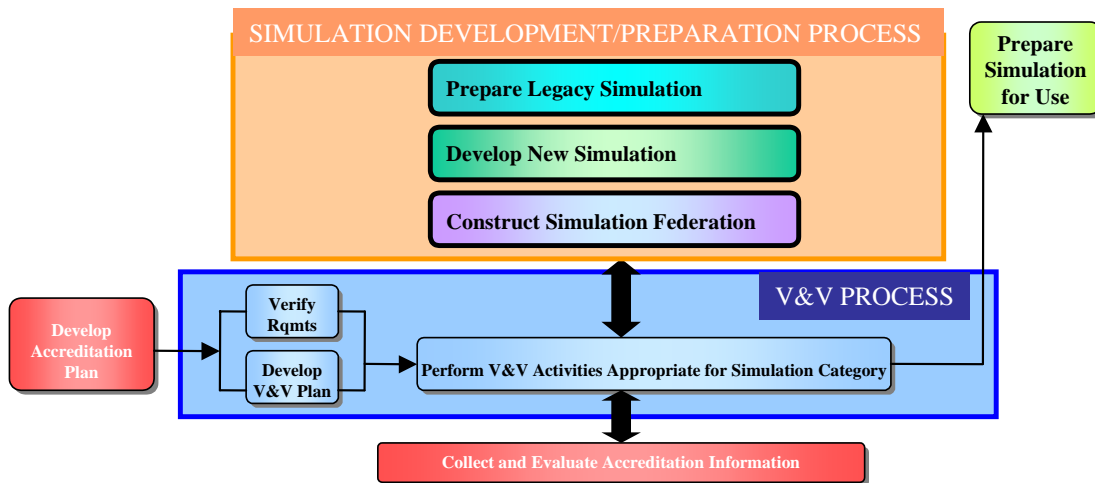 SIMULATION DEVELOPMENT/PREPARATION PROCESS
Prepare Legacy Simulation
Develop New Simulation
Construct Simulation Federation
Prepare
Simulation
for Use
V&V PROCESS
Develop
Accreditation
Plan
Verify
Rqmts
Develop
V&V Plan
Perform V&V Activities Appropriate for Simulation Category
Collect and Evaluate Accreditation Information